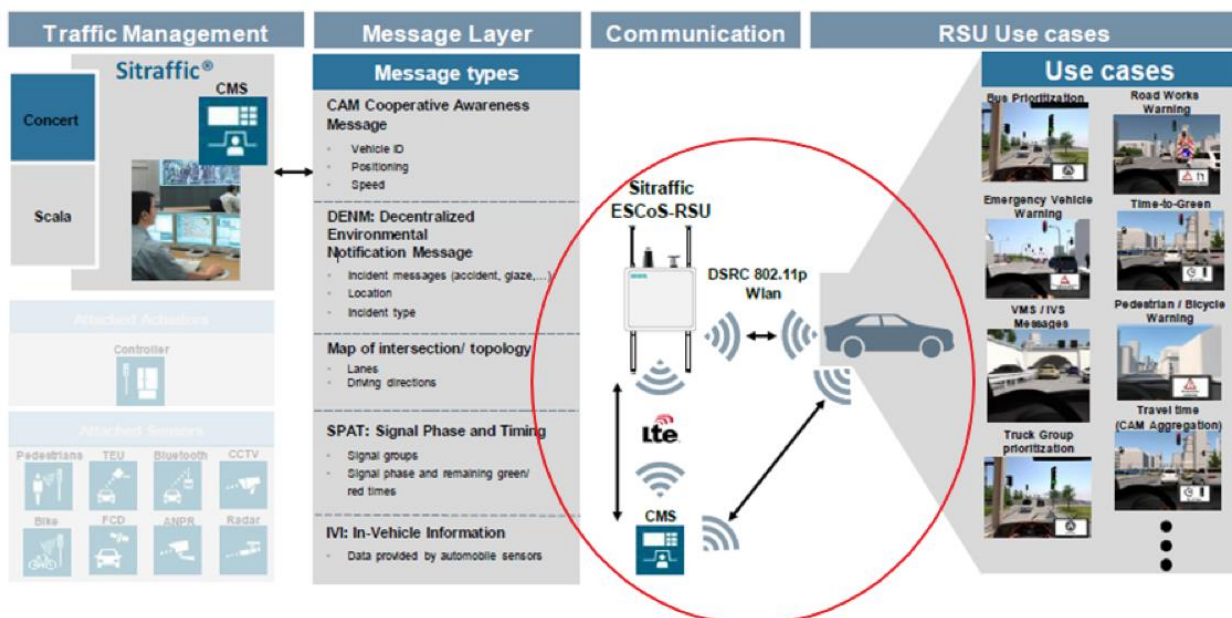 Traffic Management
Message Layer
Communication
RSU Use cases
Sitraffic®
CMS
Concert
Scala
Attached Actuators
Controller
Attached Sensors
Pedestrians
TEU
Bluetooth
CCTV
Bike
FCD
ANPR
Radar
Message types
CAM Cooperative Awareness
Message
Vehicle ID
Positioning
Speed
DENM: Decentralized
Environmental
Notification Message
Incident messages (accident, glaze,...)
Location
Incident type
Map of intersection/ topology
Lanes
Driving directions
SPAT: Signal Phase and Timing
Signal groups
Signal phase and remaining green/
red times
IVI: In-Vehicle Information
Data provided by automobile sensors
Sitraffic
ESCoS-RSU
DSRC 802.11p
Wlan
Lte
CMS
Use cases
Bus Prioritization
Road Works
Warning
Emergency Vehicle
Warning
Time-to-Green
VMS / IVS
Messages
Pedestrian / Bicycle
Warning
Truck Group
prioritization
Travel time
(CAM Aggregation)